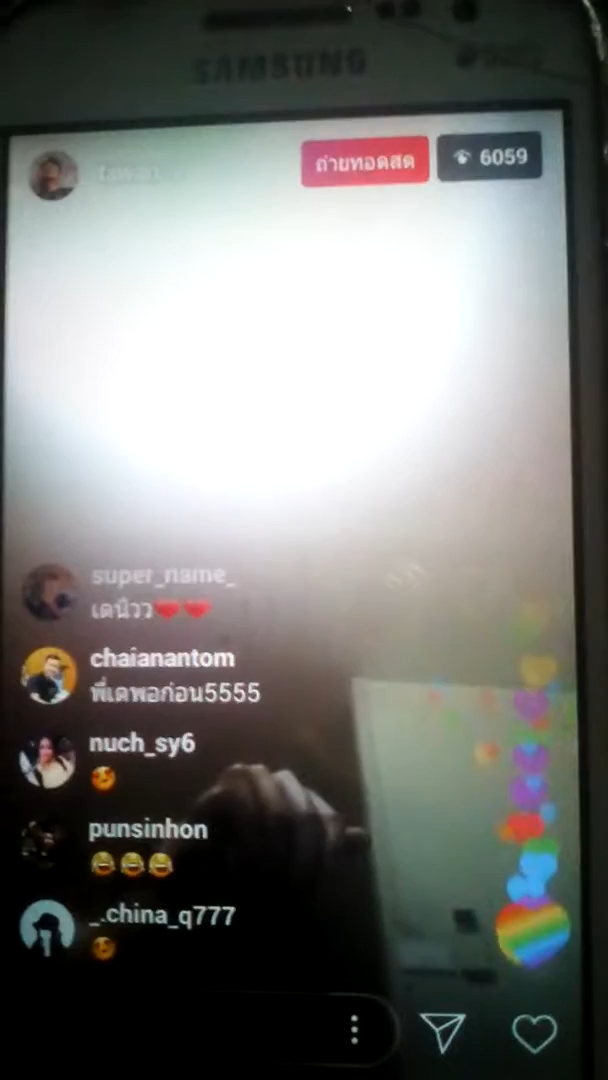 SAMSUNG
ถ่ายทอดสด
6059
super_name_
เดนิวว❤❤
chaianantom
พี่เดพอก่อน5555
nuch_sy6
😍
punsinhon
😂😂😂
_.china_q777
😍